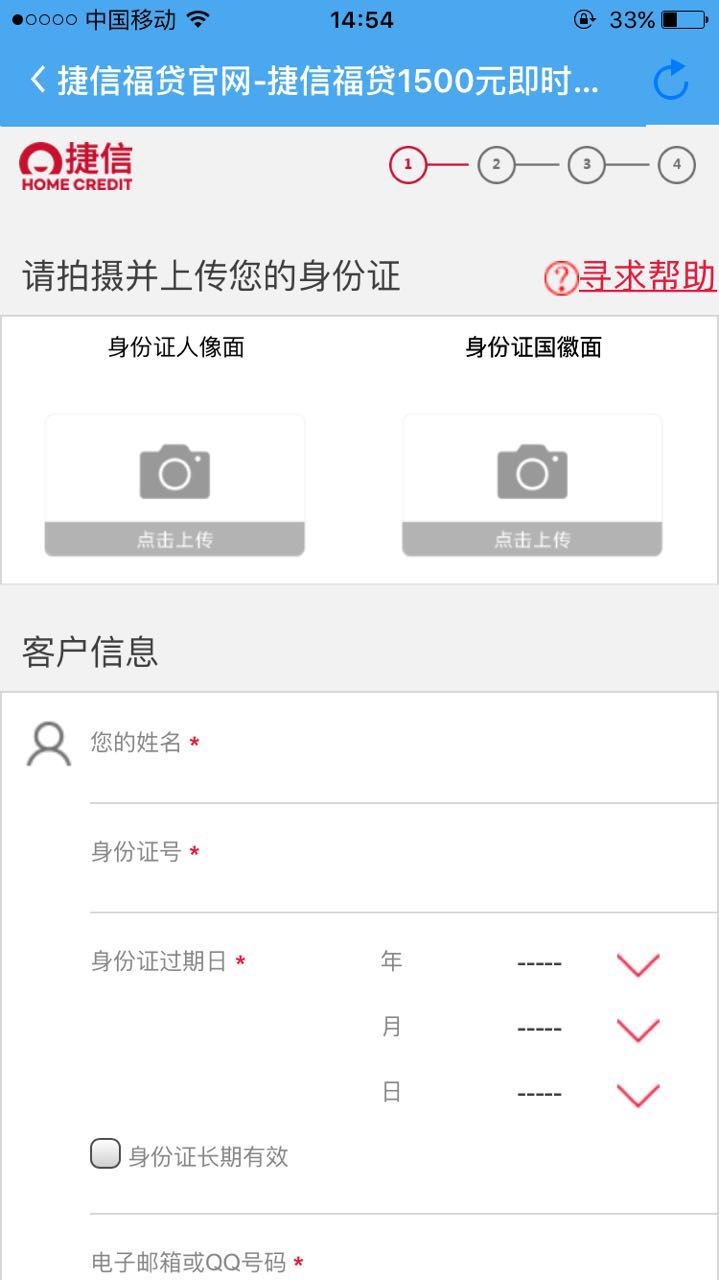 中国移动 14:54 33%
捷信福贷官网-捷信福贷1500元即时...
捷信
HOME CREDIT
1 2 3 4
请拍摄并上传您的身份证 ?寻求帮助
身份证人像面 身份证国徽面
点击上传 点击上传
客户信息
您的姓名 *
身份证号 *
身份证过期日 * 年 -----
月 -----
日 -----
身份证长期有效
电子邮箱或QQ号码 *